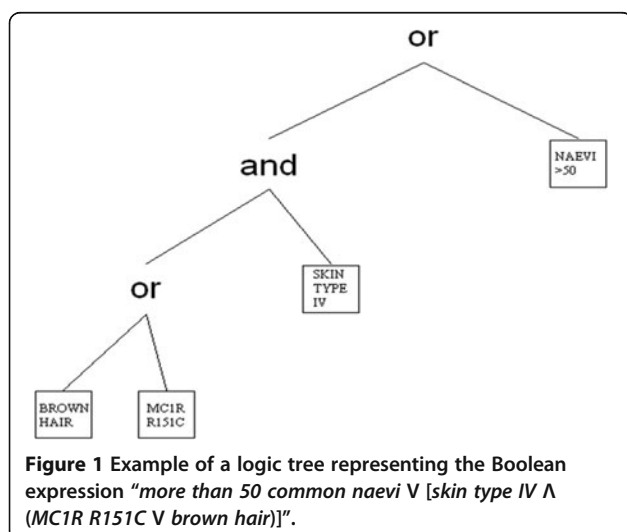 or
and
NAEVI
>50
or
SKIN
TYPE
IV
BROWN
HAIR
MC1R
R151C
Figure 1 Example of a logic tree representing the Boolean
expression “more than 50 common naevi V [skin type IV Λ
(MC1R R151C V brown hair)]”.